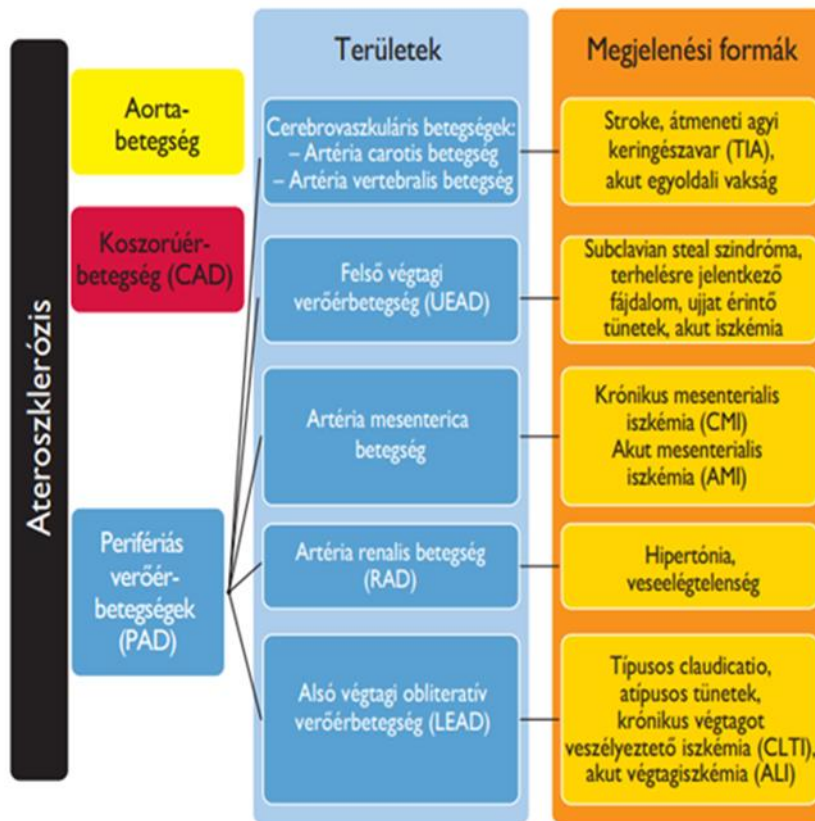 Ateroszklerózis
Aorta-
betegség
Koszorúér-
betegség (CAD)
Perifériás
verőér-
betegségek
(PAD)
Területek
Cerebrovaszkuláris betegségek:
– Artéria carotis betegség
– Artéria vertebralis betegség
Felső végtagi
verőérbetegség (UEAD)
Artéria mesenterica
betegség
Artéria renalis betegség
(RAD)
Alsó végtagi obliteratív
verőérbetegség (LEAD)
Megjelenési formák
Stroke, átmeneti agyi
keringészavar (TIA),
akut egyoldali vakság
Subclavian steal szindróma,
terhelésre jelentkező
fájdalom, ujjat érintő
tünetek, akut iszkémia
Krónikus mesenterialis
iszkémia (CMI)
Akut mesenterialis
iszkémia (AMI)
Hipertónia,
veseelégtelenség
Típusos claudicatio,
atípusos tünetek,
krónikus végtagot
veszélyeztető iszkémia (CLTI),
akut végtagiszkémia (ALI)